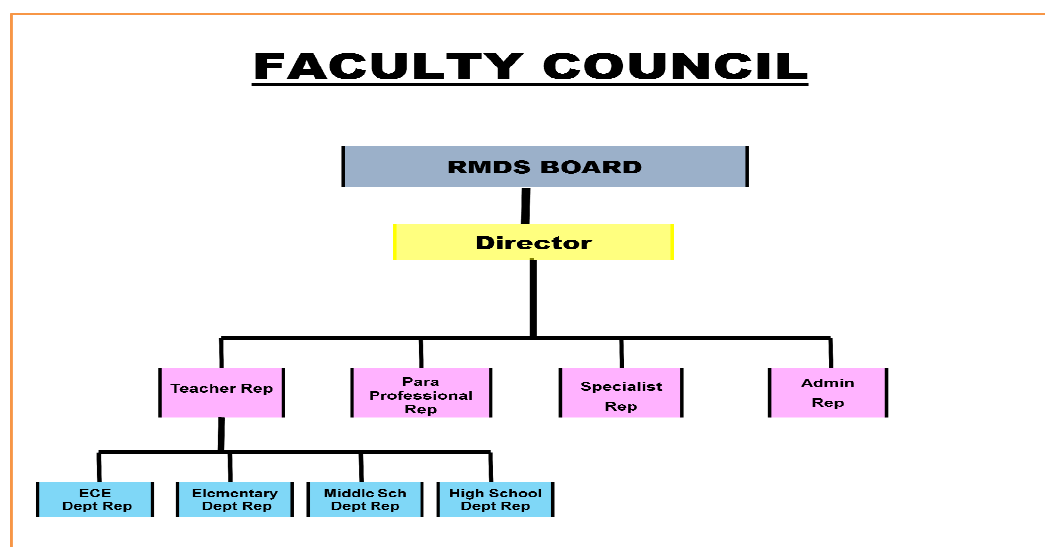 FACULTY COUNCIL
RMDS BOARD
Director
Teacher Rep
Para
Professional
Rep
Specialist
Rep
Admin
Rep
ECE
Dept Rep
Elementary
Dept Rep
Middle Sch
Dept Rep
High School
Dept Rep